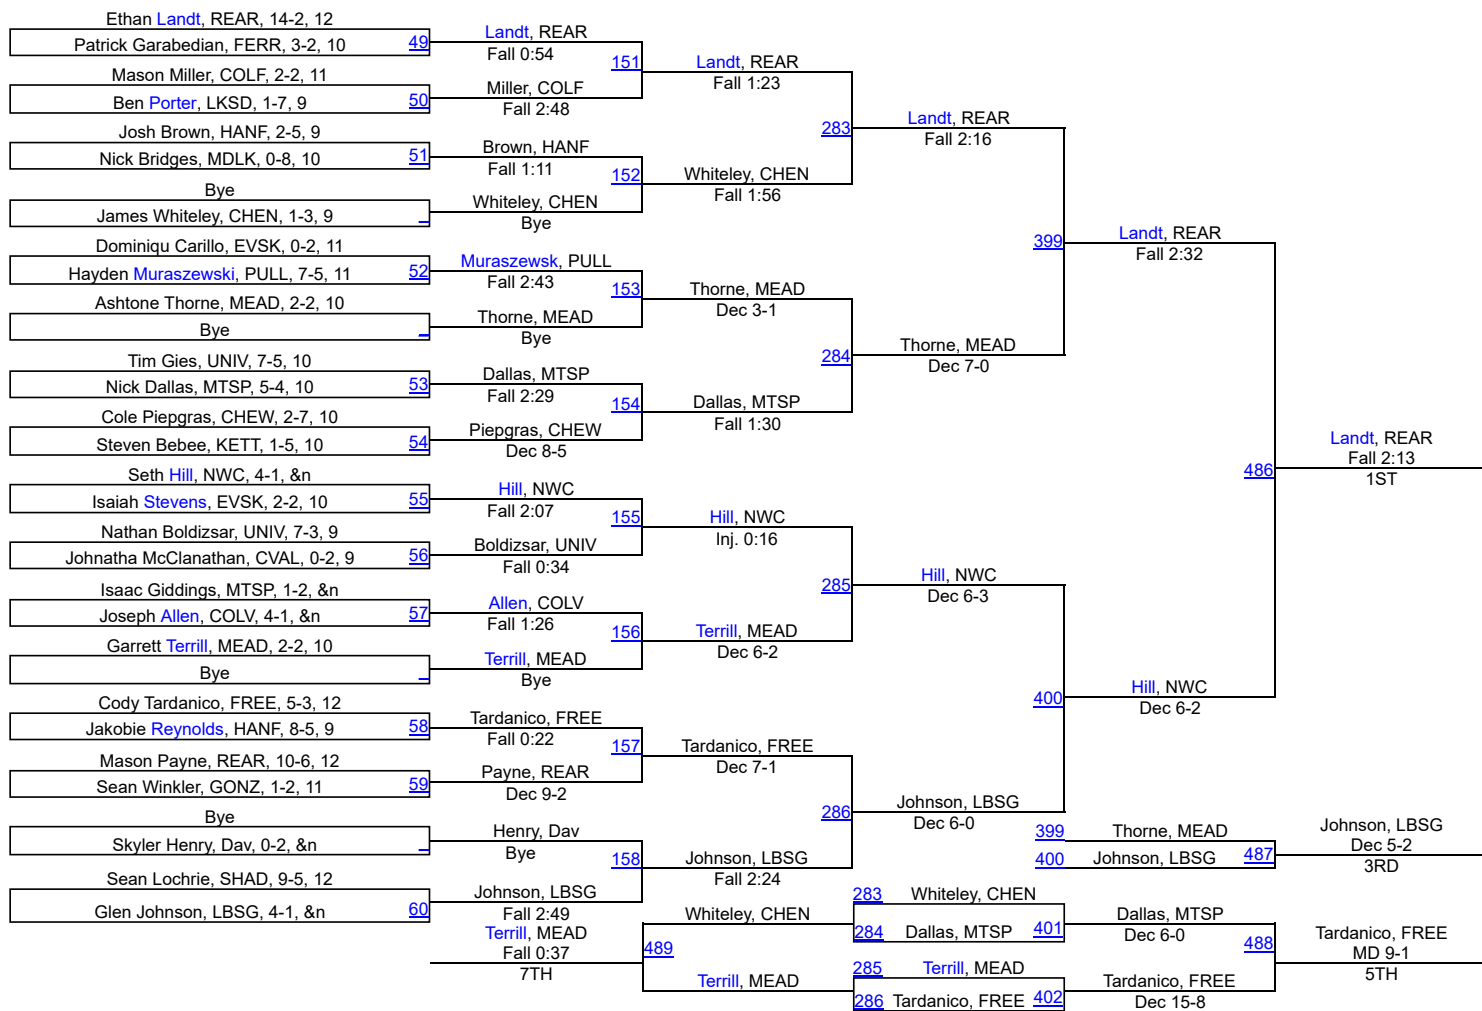 Ethan Landt, REAR, 14-2, 12
Patrick Garabedian, FERR, 3-2, 10
49
Mason Miller, COLF, 2-2, 11
Ben Porter, LKSD, 1-7, 9
50
Josh Brown, HANF, 2-5, 9
Nick Bridges, MDLK, 0-8, 10
51
Bye
James Whiteley, CHEN, 1-3, 9
Dominiqu Carillo, EVSK, 0-2, 11
Hayden Muraszewski, PULL, 7-5, 11
52
Ashtone Thorne, MEAD, 2-2, 10
Bye
Tim Gies, UNIV, 7-5, 10
Nick Dallas, MTSP, 5-4, 10
53
Cole Piepgras, CHEW, 2-7, 10
Steven Bebee, KETT, 1-5, 10
54
Seth Hill, NWC, 4-1, &n
Isaiah Stevens, EVSK, 2-2, 10
55
Nathan Boldizsar, UNIV, 7-3, 9
Johnatha McClanathan, CVAL, 0-2, 9
56
Isaac Giddings, MTSP, 1-2, &n
Joseph Allen, COLV, 4-1, &n
57
Garrett Terrill, MEAD, 2-2, 10
Bye
Cody Tardanico, FREE, 5-3, 12
Jakobie Reynolds, HANF, 8-5, 9
58
Mason Payne, REAR, 10-6, 12
Sean Winkler, GONZ, 1-2, 11
59
Bye
Skyler Henry, Dav, 0-2, &n
Sean Lochrie, SHAD, 9-5, 12
Glen Johnson, LBSG, 4-1, &n
60
Landt, REAR
Fall 0:54
151
Miller, COLF
Fall 2:48
Brown, HANF
Fall 1:11
152
Whiteley, CHEN
Bye
Muraszewsk, PULL
Fall 2:43
153
Thorne, MEAD
Bye
Dallas, MTSP
Fall 2:29
154
Piepgras, CHEW
Dec 8-5
Hill, NWC
Fall 2:07
155
Boldizsar, UNIV
Fall 0:34
Allen, COLV
Fall 1:26
156
Terrill, MEAD
Bye
Tardanico, FREE
Fall 0:22
157
Payne, REAR
Dec 9-2
Henry, Dav
Bye
158
Johnson, LBSG
Fall 2:49
Landt, REAR
Fall 1:23
283
Whiteley, CHEN
Fall 1:56
Thorne, MEAD
Dec 3-1
284
Dallas, MTSP
Fall 1:30
Hill, NWC
Inj. 0:16
285
Terrill, MEAD
Dec 6-2
Tardanico, FREE
Dec 7-1
286
Johnson, LBSG
Fall 2:24
Landt, REAR
Fall 2:16
399
Thorne, MEAD
Dec 7-0
Hill, NWC
Dec 6-3
400
Johnson, LBSG
Dec 6-0
Landt, REAR
Fall 2:32
486
Hill, NWC
Dec 6-2
Landt, REAR
Fall 2:13
1ST
399
Thorne, MEAD
400
Johnson, LBSG
487
Johnson, LBSG
Dec 5-2
3RD
283
Whiteley, CHEN
284
Dallas, MTSP
401
285
Terrill, MEAD
286
Tardanico, FREE
402
Dallas, MTSP
Dec 6-0
488
Tardanico, FREE
Dec 15-8
Tardanico, FREE
MD 9-1
5TH
Whiteley, CHEN
489
Terrill, MEAD
Terrill, MEAD
Fall 0:37
7TH